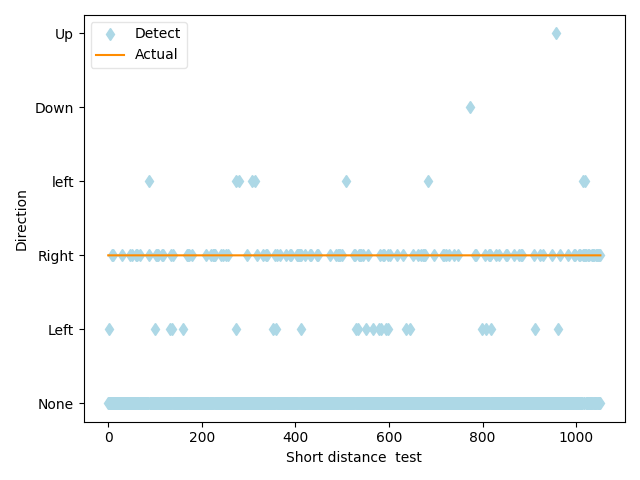 Detect
Actual
Up
Down
left
Right
Left
None
Direction
0 200 400 600 800 1000
Short distance  test